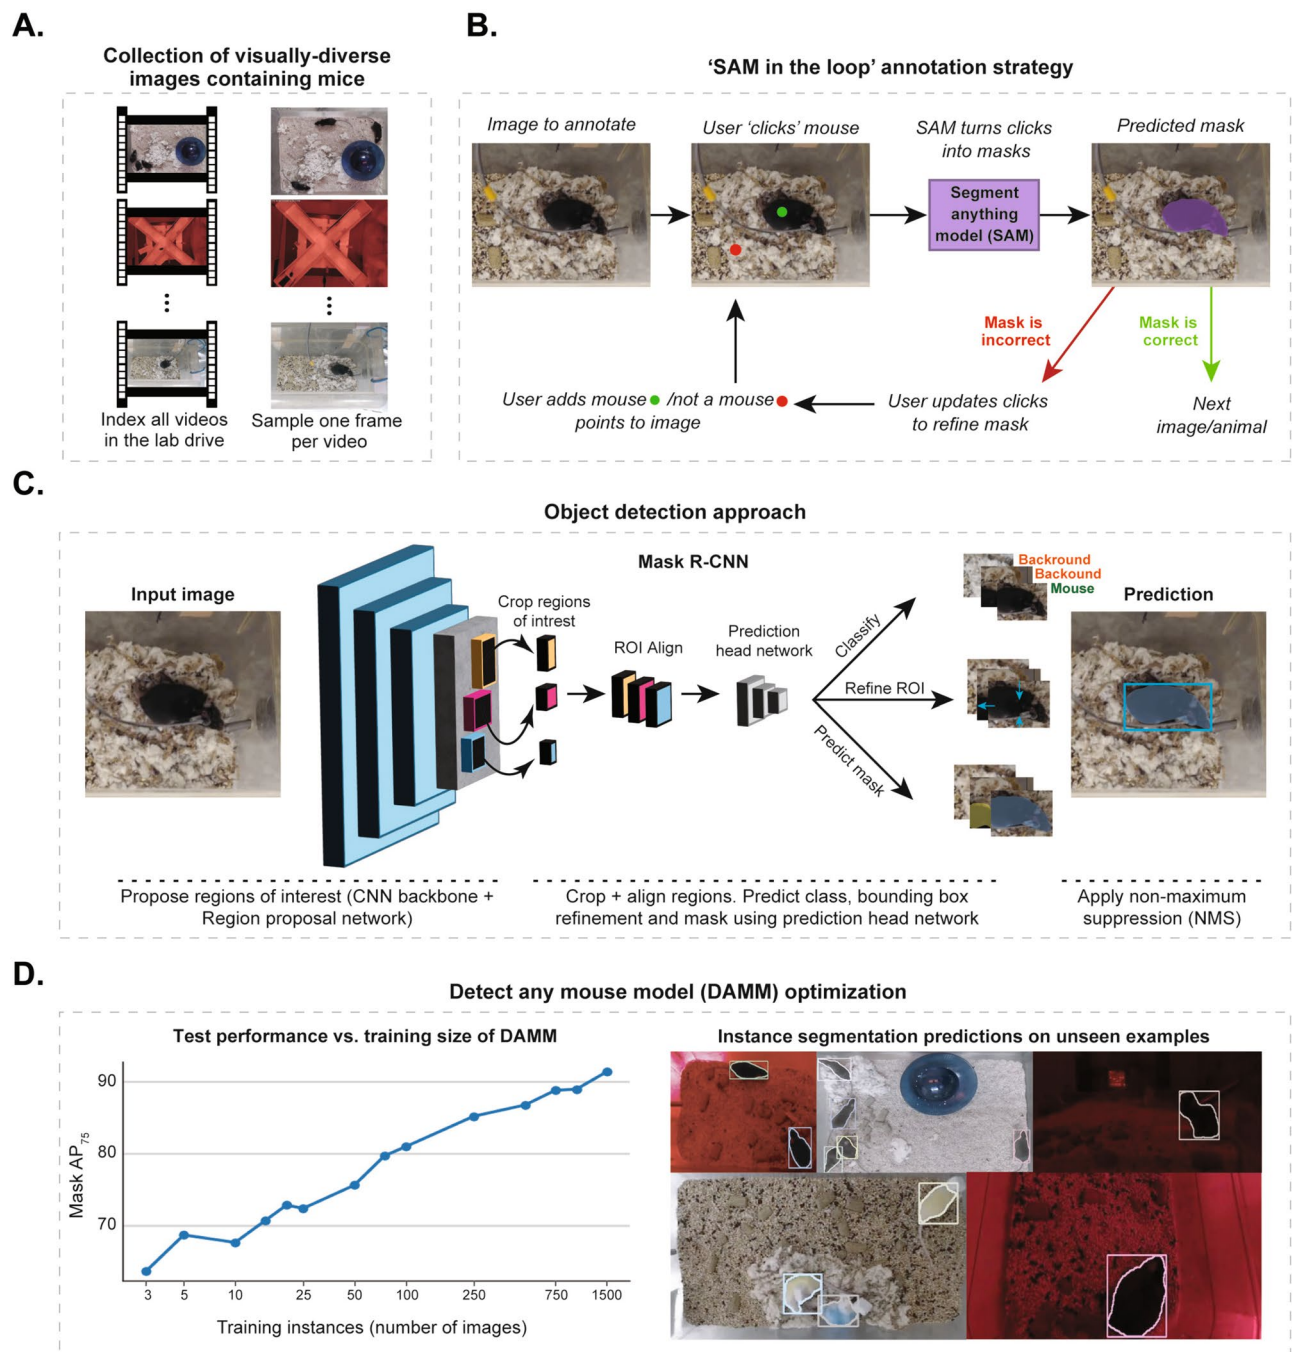 A.
Collection of visually-diverse
images containing mice
Index all videos
in the lab drive
Sample one frame
per video
B.
‘SAM in the loop’ annotation strategy
Image to annotate
User ‘clicks’ mouse
SAM turns clicks
into masks
Predicted mask
Segment
anything
model (SAM)
Mask is
incorrect
Mask is
correct
User adds mouse /not a mouse
points to image
User updates clicks
to refine mask
Next
image/animal
C.
Object detection approach
Mask R-CNN
Input image
Crop regions
of intrest
ROI Align
Prediction
head network
Classify
Refine ROI
Predict mask
Backround
Backound
Mouse
Prediction
Propose regions of interest (CNN backbone +
Region proposal network)
Crop + align regions. Predict class, bounding box
refinement and mask using prediction head network
Apply non-maximum
suppression (NMS)
D.
Detect any mouse model (DAMM) optimization
Test performance vs. training size of DAMM
Mask AP75
90
80
70
3 5 10 25 50 100 250 750 1500
Training instances (number of images)
Instance segmentation predictions on unseen examples